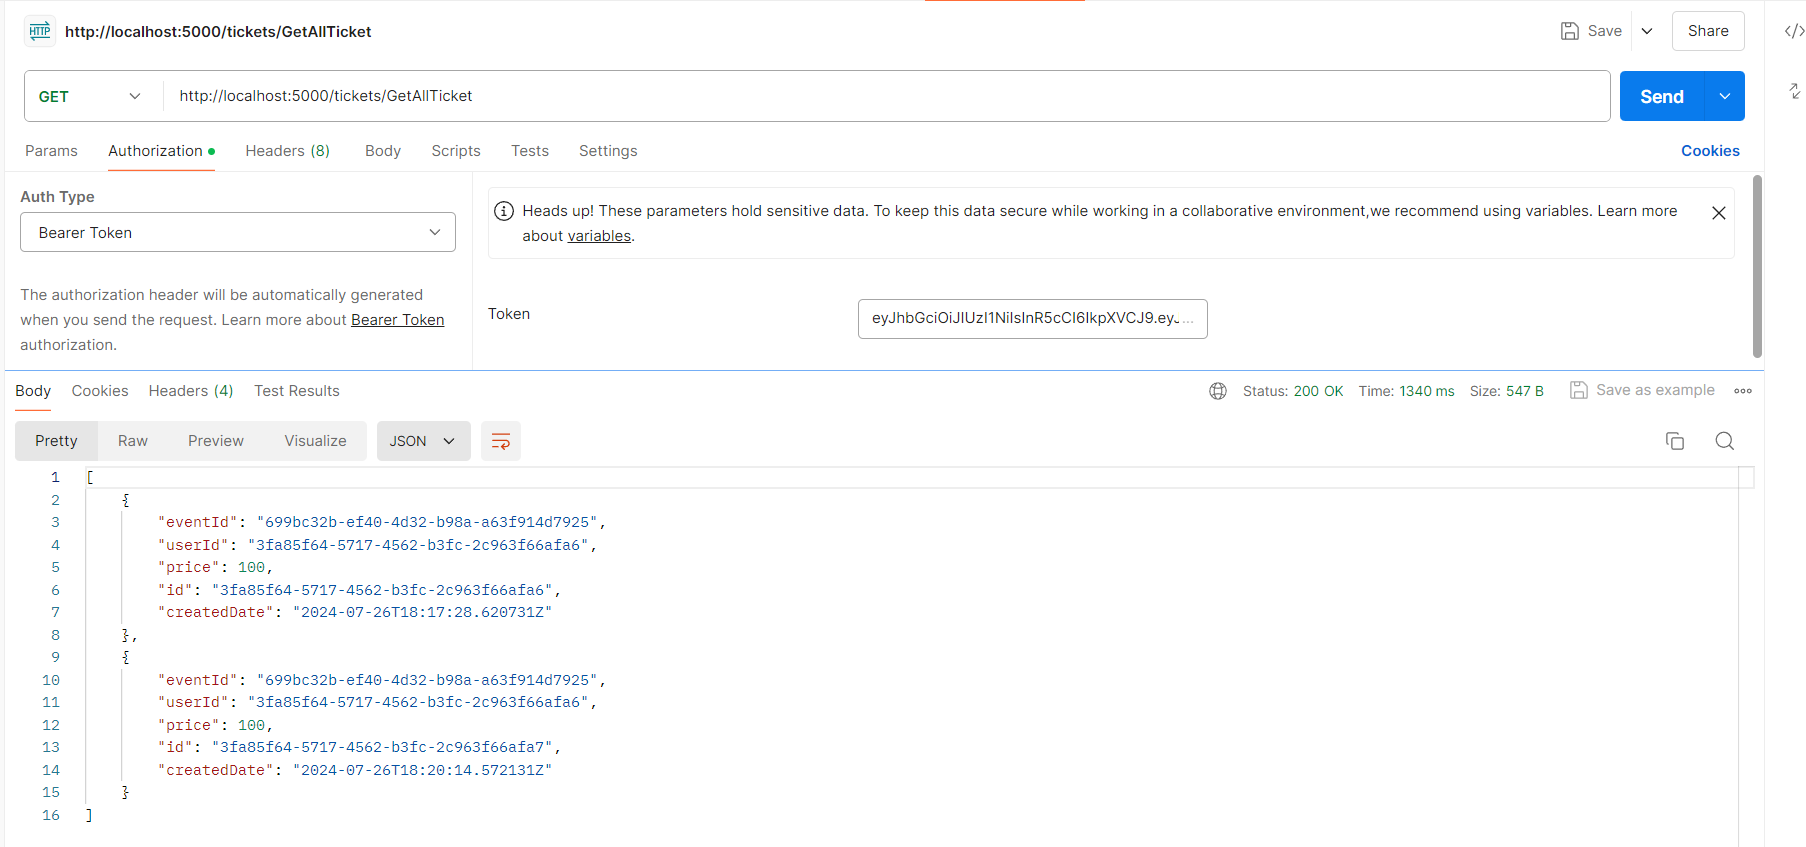 HTTP http://localhost:5000/tickets/GetAllTicket Save Share
GET http://localhost:5000/tickets/GetAllTicket Send
Params Authorization Headers (8) Body Scripts Tests Settings Cookies
Auth Type
Bearer Token
The authorization header will be automatically generated
when you send the request. Learn more about Bearer Token
authorization.
Heads up! These parameters hold sensitive data. To keep this data secure while working in a collaborative environment,we recommend using variables. Learn more
about variables.
Token eyJhbGciOiJIUzI1NiIsInR5cCI6IkpXVCJ9.eyJ...
Body Cookies Headers (4) Test Results Status: 200 OK Time: 1340 ms Size: 547 B Save as example
Pretty Raw Preview Visualize JSON
1 [
2 {
3 "eventId": "699bc32b-ef40-4d32-b98a-a63f914d7925",
4 "userId": "3fa85f64-5717-4562-b3fc-2c963f66afa6",
5 "price": 100,
6 "id": "3fa85f64-5717-4562-b3fc-2c963f66afa6",
7 "createdDate": "2024-07-26T18:17:28.620731Z"
8 },
9 {
10 "eventId": "699bc32b-ef40-4d32-b98a-a63f914d7925",
11 "userId": "3fa85f64-5717-4562-b3fc-2c963f66afa6",
12 "price": 100,
13 "id": "3fa85f64-5717-4562-b3fc-2c963f66afa7",
14 "createdDate": "2024-07-26T18:20:14.572131Z"
15 }
16 ]